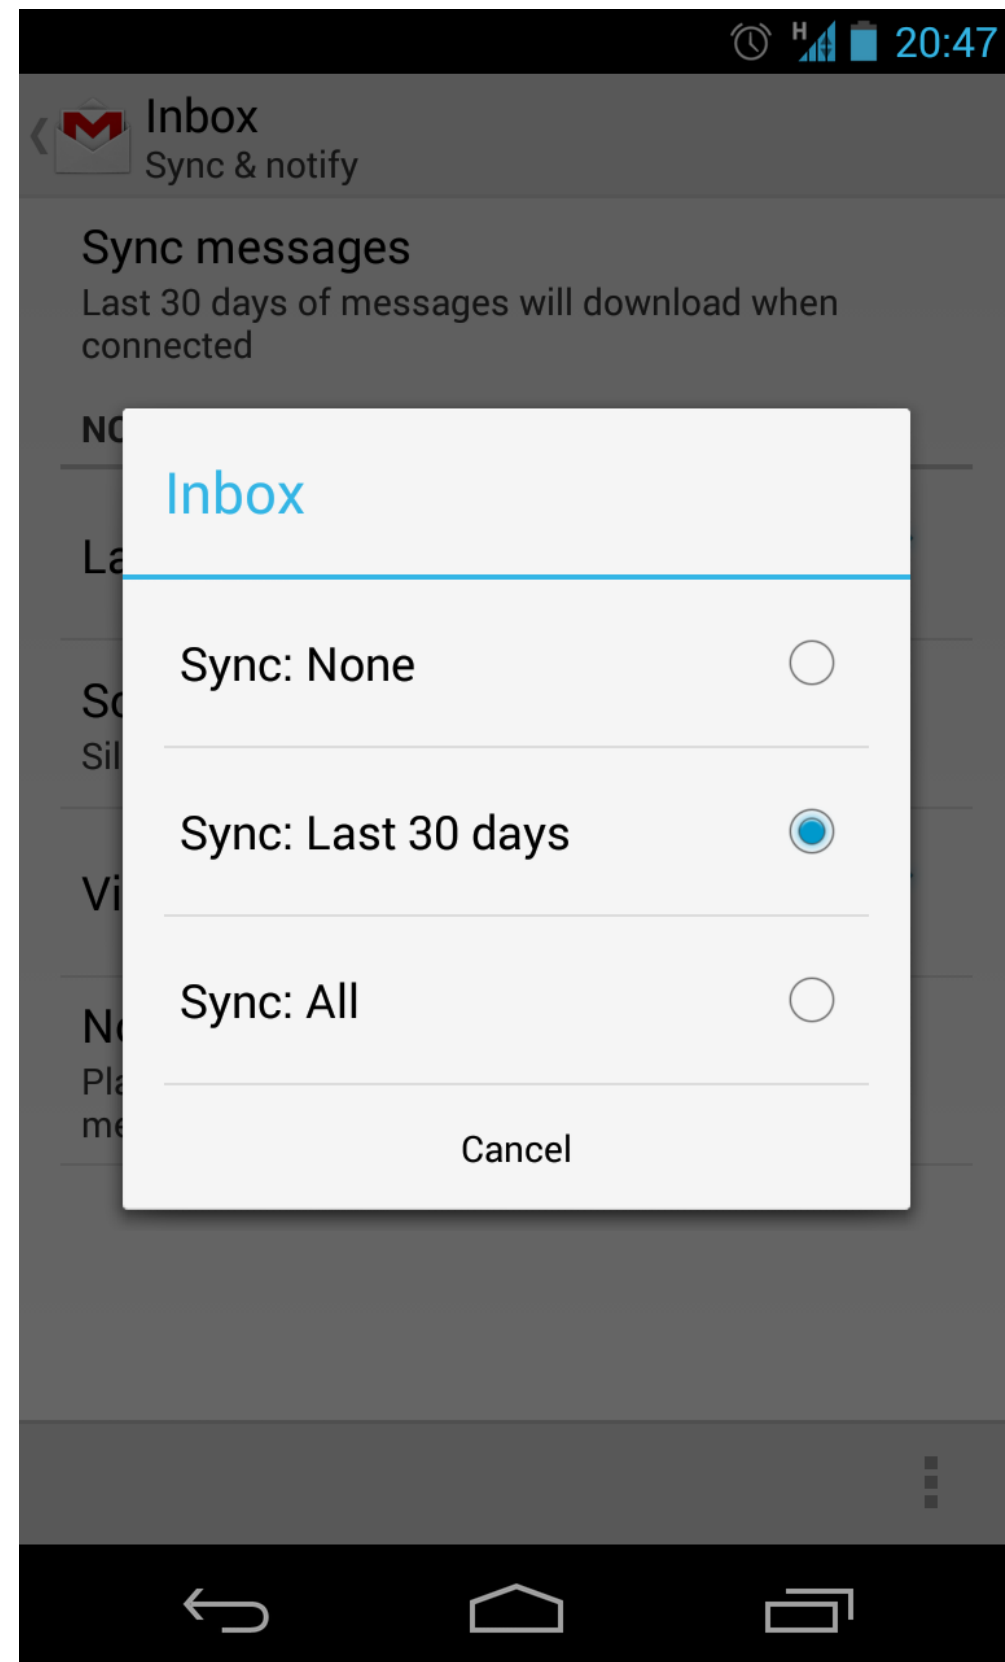 H 20:47
Inbox
Sync & notify
Sync messages
Last 30 days of messages will download when
connected
Inbox
Sync: None
Sync: Last 30 days
Sync: All
Cancel